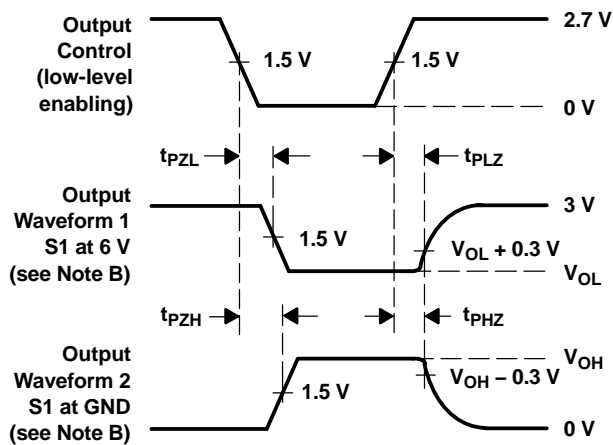 Output
Control
(low-level
enabling)
2.7 V
1.5 V
1.5 V
0 V
tPZL
tPLZ
Output
Waveform 1
S1 at 6 V
(see Note B)
3 V
1.5 V
VOL + 0.3 V
VOL
tPZH
tPHZ
Output
Waveform 2
S1 at GND
(see Note B)
VOH
1.5 V
VOH – 0.3 V
0 V